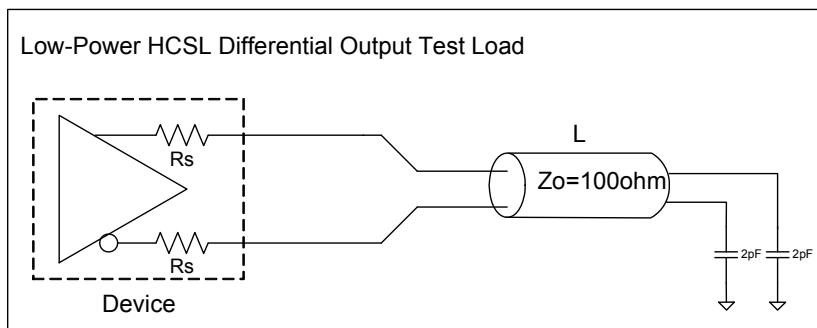 Low-Power HCSL Differential Output Test Load
Rs
Rs
Device
L
Zo=100ohm
2pF
2pF